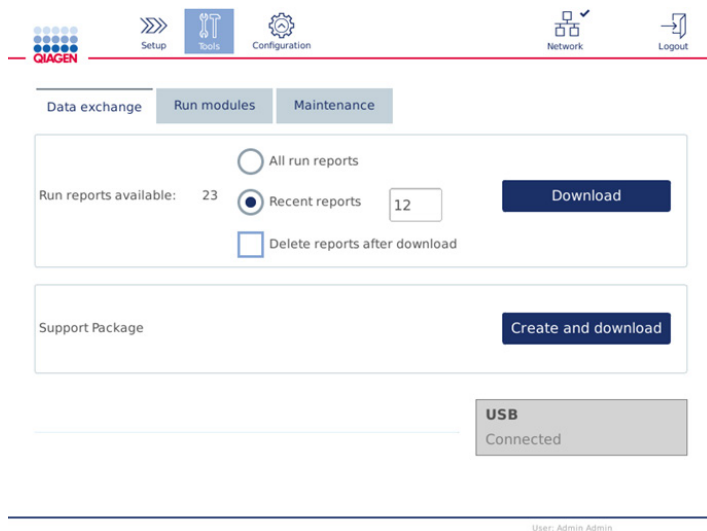 QIAGEN
Setup
Tools
Configuration
Network
Logout
Data exchange
Run modules
Maintenance
All run reports
Run reports available: 23
Recent reports 12
Download
Delete reports after download
Support Package
Create and download
USB
Connected
User: Admin Admin